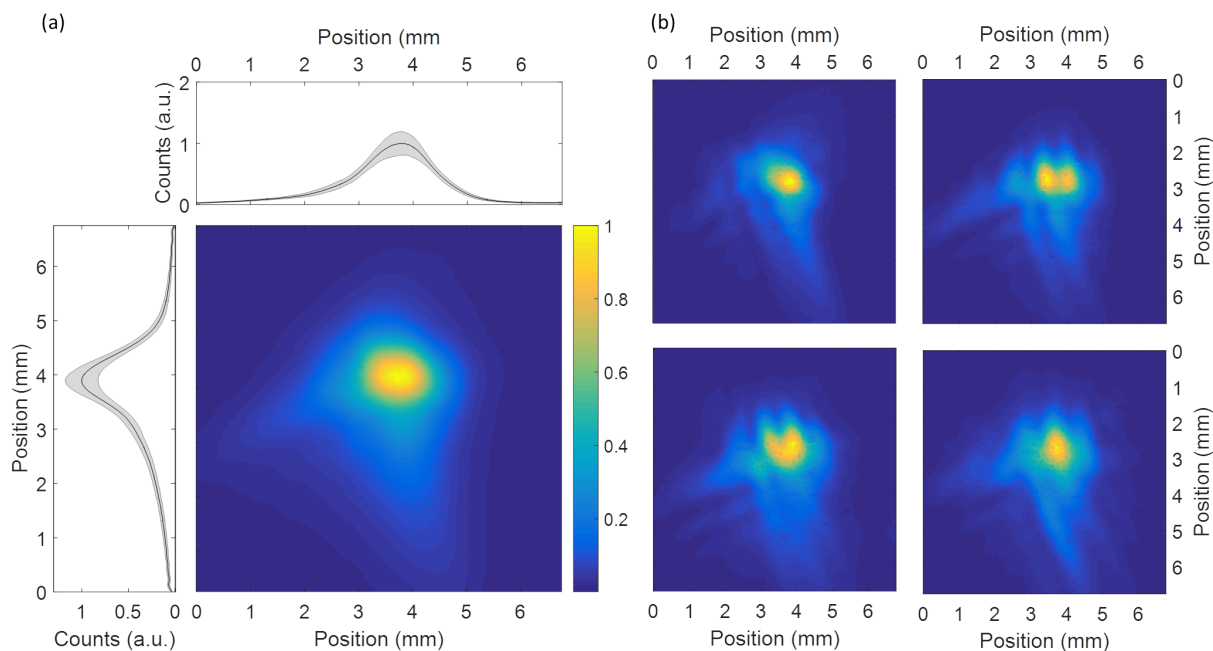 (a)
Position (mm
0 1 2 3 4 5 6
Counts (a.u.)
2
1
0
Position (mm)
6
5
4
3
2
1
0
1 0.5 0
Counts (a.u.)
1
0.8
0.6
0.4
0.2
0 1 2 3 4 5 6
Position (mm)
(b)
Position (mm)
0 1 2 3 4 5 6
Position (mm)
0 1 2 3 4 5 6
0
1
2
3
4
5
6
Position (mm)
0
1
2
3
4
5
6
Position (mm)
0 1 2 3 4 5 6
Position (mm)
0 1 2 3 4 5 6
Position (mm)